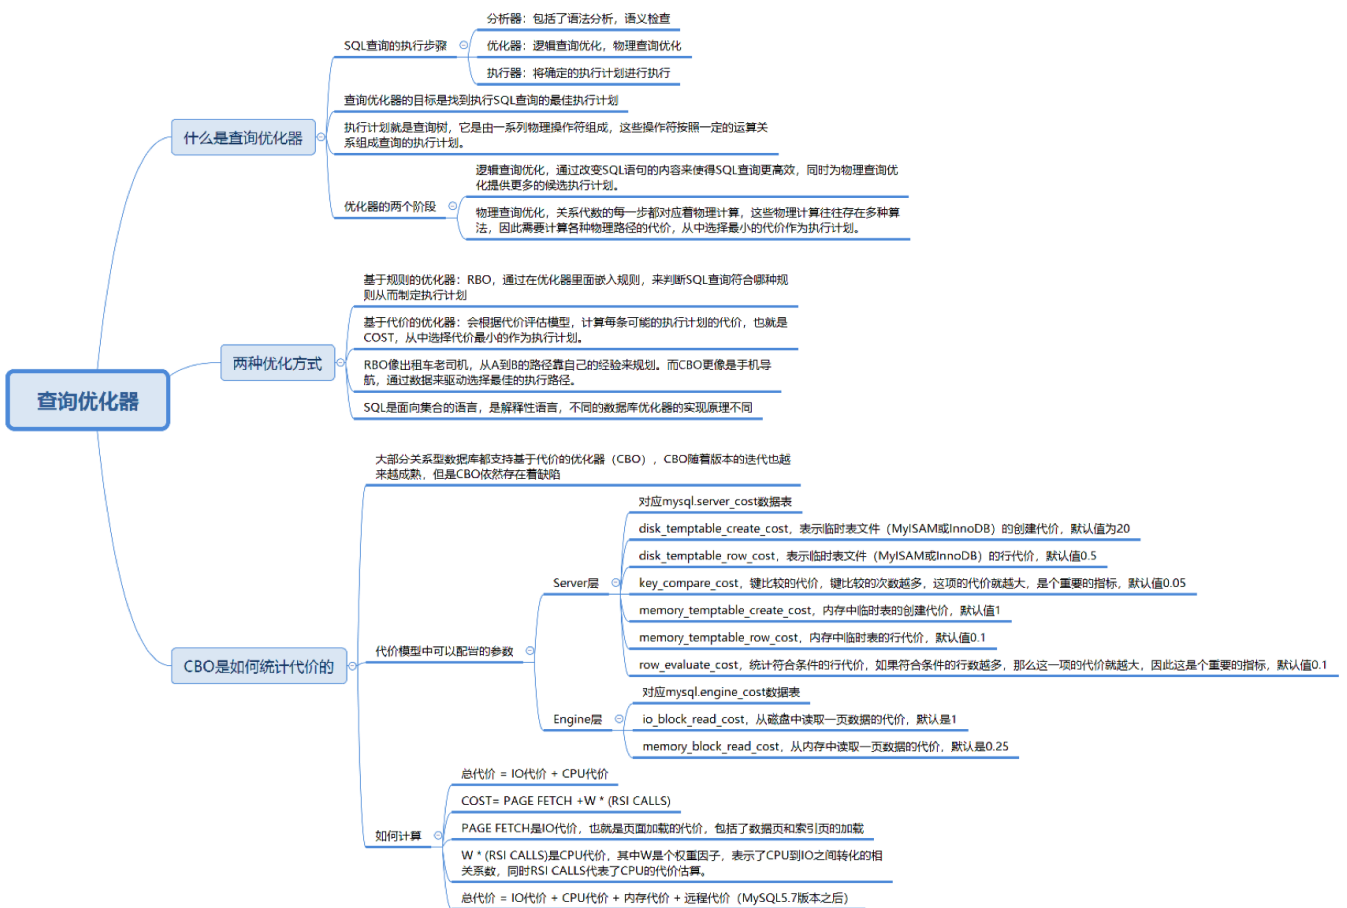 查询优化器
什么是查询优化器
SQL查询的执行步骤
分析器：包括了语法分析，语义检查
优化器：逻辑查询优化，物理查询优化
执行器：将确定的执行计划进行执行
查询优化器的目标是找到执行SQL查询的最佳执行计划
执行计划就是查询树，它是由一系列物理操作符组成，这些操作符按照一定的运算关
系组成查询的执行计划。
优化器的两个阶段
逻辑查询优化，通过改变SQL语句的内容来使得SQL查询更高效，同时为物理查询优
化提供更多的候选执行计划。
物理查询优化，关系代数的每一步都对应着物理计算，这些物理计算往往存在多种算
法，因此需要计算各种物理路径的代价，从中选择最小的代价作为执行计划。
两种优化方式
基于规则的优化器：RBO，通过在优化器里面嵌入规则，来判断SQL查询符合哪种规
则从而制定执行计划
基于代价的优化器：会根据代价评估模型，计算每条可能的执行计划的代价，也就是
COST，从中选择代价最小的作为执行计划。
RBO像出租车老司机，从A到B的路径靠自己的经验来规划。而CBO更像是手机导
航，通过数据来驱动选择最佳的执行路径。
SQL是面向集合的语言，是解释性语言，不同的数据库优化器的实现原理不同
CBO是如何统计代价的
大部分关系型数据库都支持基于代价的优化器（CBO），CBO随着版本的迭代也越
来越成熟，但是CBO依然存在着缺陷
代价模型中可以配置的参数
Server层
对应mysql.server_cost数据表
disk_temptable_create_cost，表示临时表文件（MyISAM或InnoDB）的创建代价，默认值为20
disk_temptable_row_cost，表示临时表文件（MyISAM或InnoDB）的行代价，默认值0.5
key_compare_cost，键比较的代价，键比较的次数越多，这项的代价就越大，是个重要的指标，默认值0.05
memory_temptable_create_cost，内存中临时表的创建代价，默认值1
memory_temptable_row_cost，内存中临时表的行代价，默认值0.1
row_evaluate_cost，统计符合条件的行代价，如果符合条件的行数越多，那么这一项的代价就越大，因此这是个重要的指标，默认值0.1
Engine层
对应mysql.engine_cost数据表
io_block_read_cost，从磁盘中读取一页数据的代价，默认是1
memory_block_read_cost，从内存中读取一页数据的代价，默认是0.25
如何计算
总代价 = IO代价 + CPU代价
COST= PAGE FETCH +W * (RSI CALLS)
PAGE FETCH是IO代价，也就是页面加载的代价，包括了数据页和索引页的加载
W * (RSI CALLS)是CPU代价，其中W是个权重因子，表示了CPU到IO之间转化的相
关系数，同时RSI CALLS代表了CPU的代价估算。
总代价 = IO代价 + CPU代价 + 内存代价 + 远程代价（MySQL5.7版本之后）